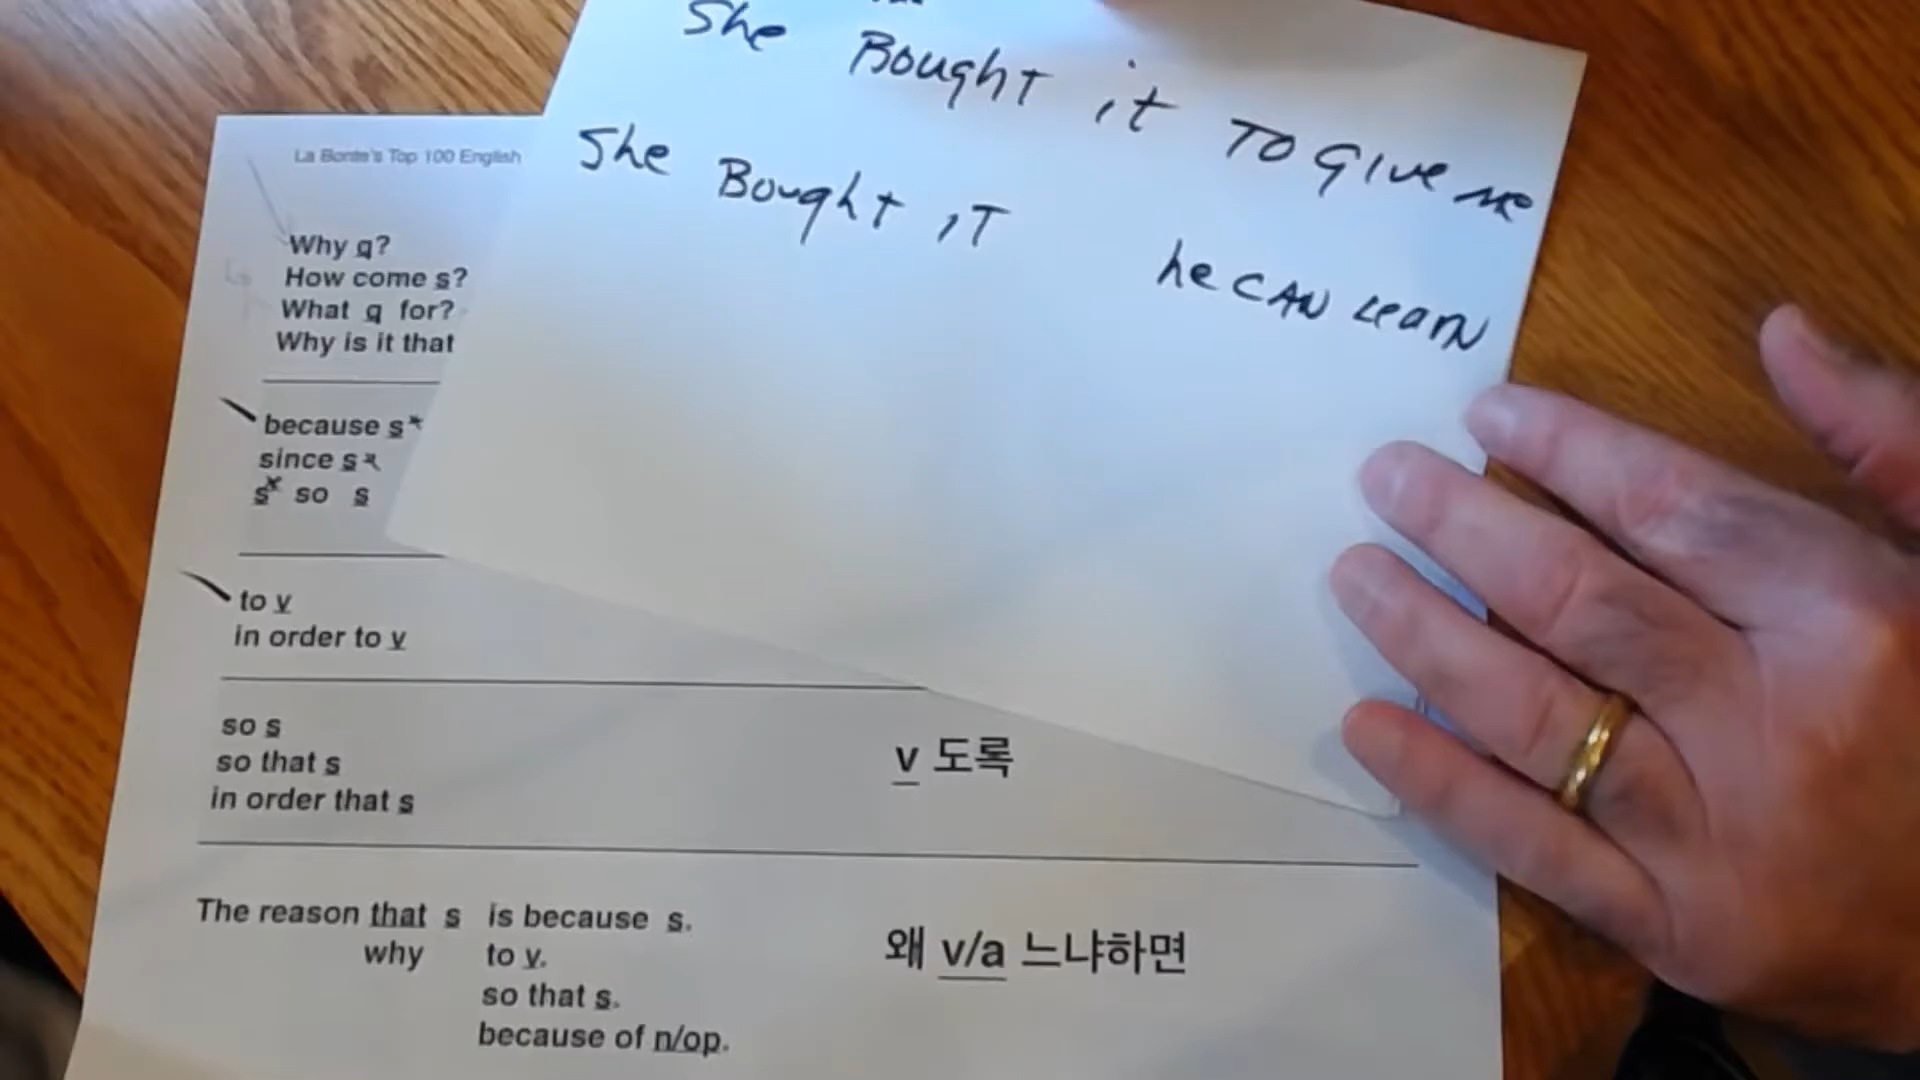 She Bought it TO GIve me
She Bought iT he CAN Learn
La Bonte's Top 100 English
Why q?
How come s?
What q for?
Why is it that
because s*
since s*
s* so s
to v
in order to v
so s
so that s
in order that s
v 도록
The reason that s is because s.
why to v.
so that s.
because of n/op.
왜 v/a 느냐하면